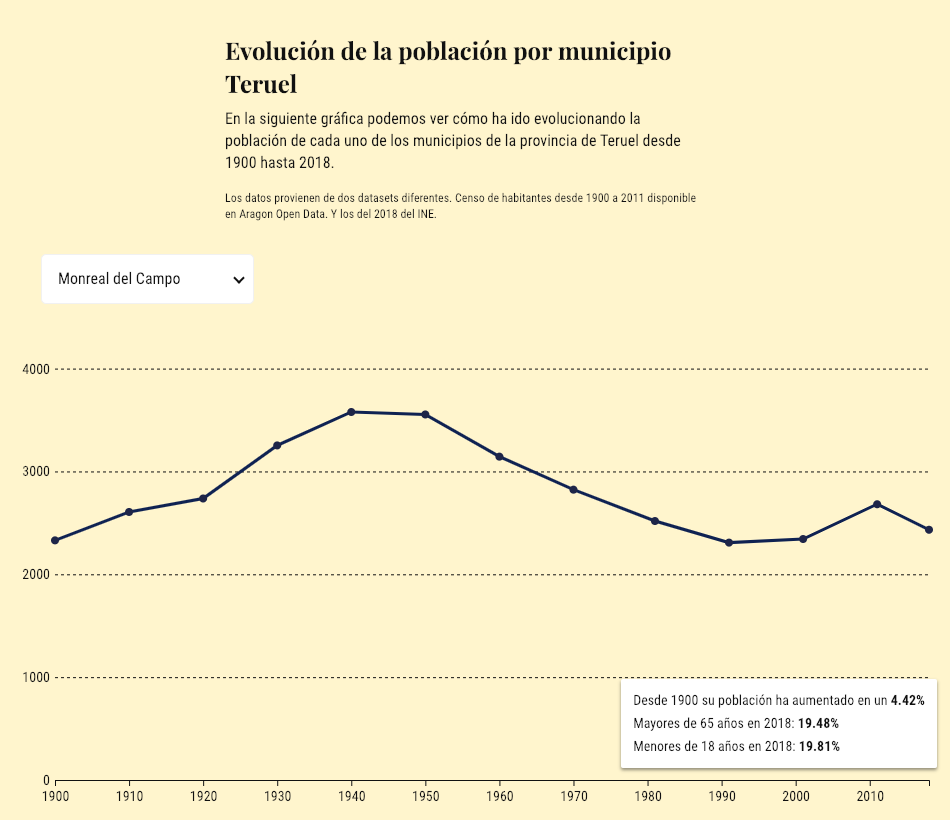 Evolución de la población por municipio
Teruel
En la siguiente gráfica podemos ver cómo ha ido evolucionando la
población de cada uno de los municipios de la provincia de Teruel desde
1900 hasta 2018.
Los datos provienen de dos datasets diferentes. Censo de habitantes desde 1900 a 2011 disponible
en Aragon Open Data. Y los del 2018 del INE.
Monreal del Campo
4000
3000
2000
1000
Desde 1900 su población ha aumentado en un 4.42%
Mayores de 65 años en 2018: 19.48%
Menores de 18 años en 2018: 19.81%
0
1900 1910 1920 1930 1940 1950 1960 1970 1980 1990 2000 2010